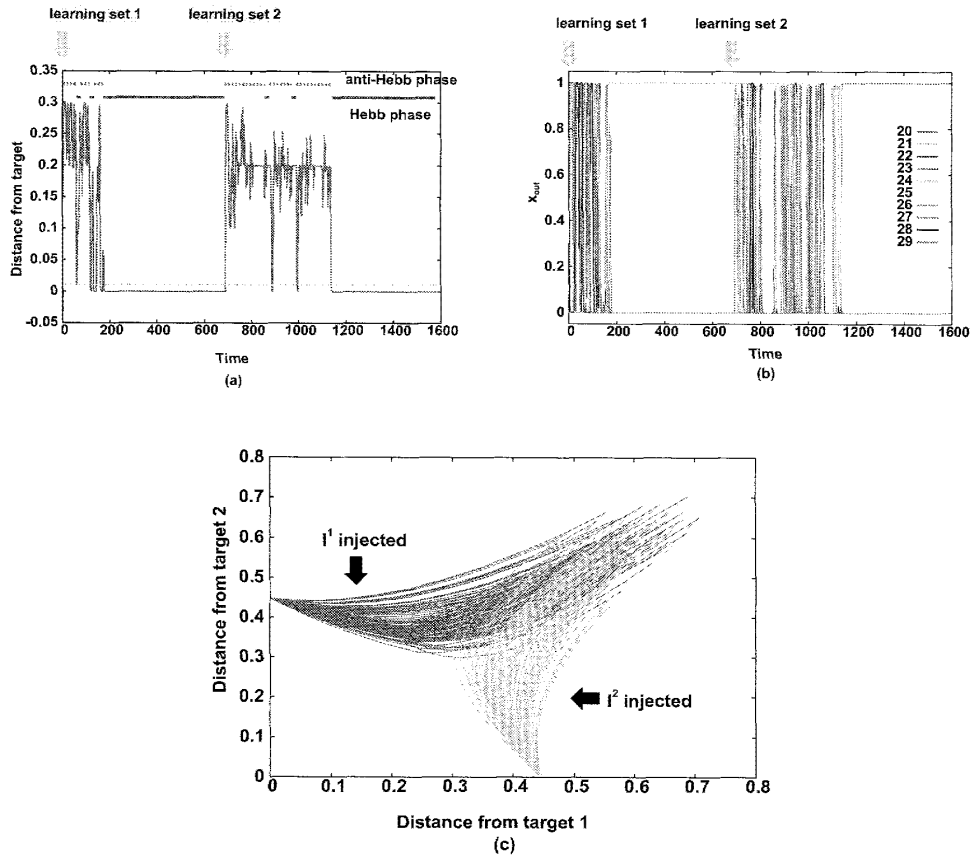 learning set 1
learning set 2
0.35
0.3
0.25
0.2
0.15
0.1
0.05
0
-0.05
Distance from target
anti-Hebb phase
Hebb phase
0 200 400 600 800 1000 1200 1400 1600
Time
(a)
learning set 1
learning set 2
1
0.8
0.6
0.4
0.2
0
x_out
20
21
22
23
24
25
26
27
28
29
0 200 400 600 800 1000 1200 1400 1600
Time
(b)
0.8
0.7
0.6
0.5
0.4
0.3
0.2
0.1
0
Distance from target 2
I¹ injected
I² injected
0 0.1 0.2 0.3 0.4 0.5 0.6 0.7 0.8
Distance from target 1
(c)